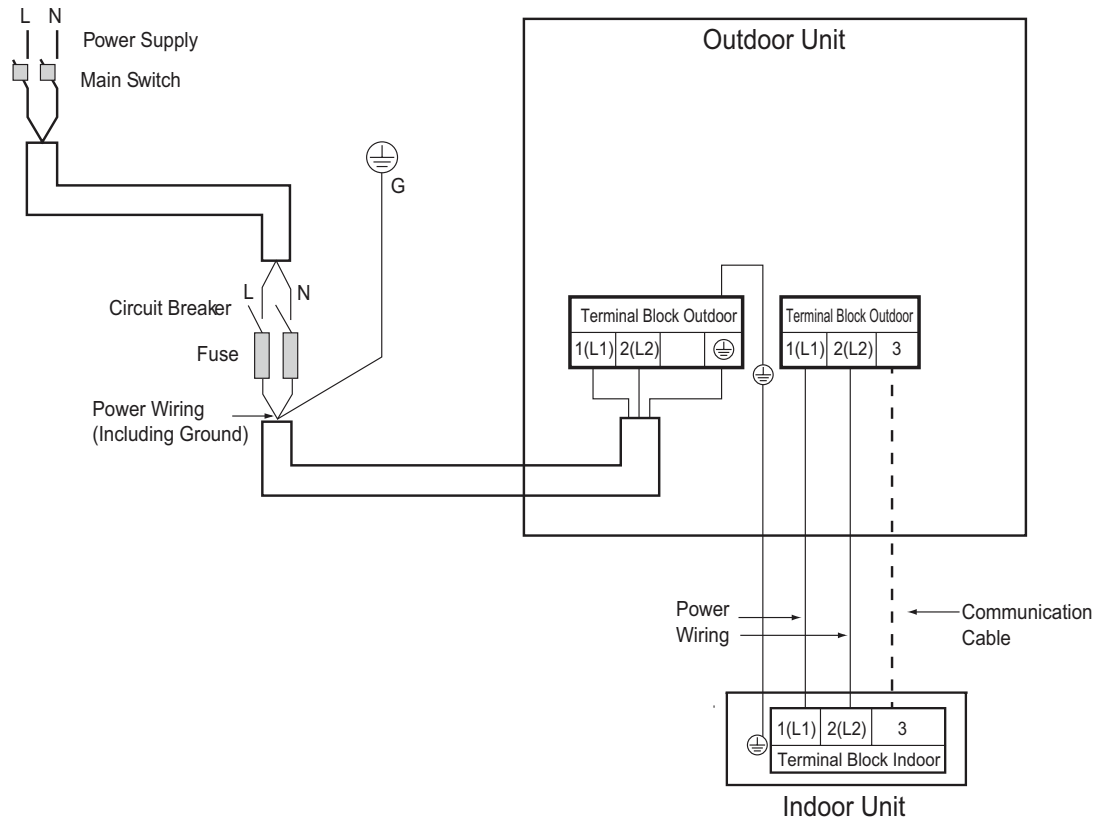 L N
Power Supply
Main Switch
Outdoor Unit
G
L N
Circuit Breaker
Fuse
Power Wiring
(Including Ground)
Terminal Block Outdoor
1(L1) 2(L2)
Terminal Block Outdoor
1(L1) 2(L2) 3
Power
Wiring
Communication
Cable
1(L1) 2(L2) 3
Terminal Block Indoor
Indoor Unit